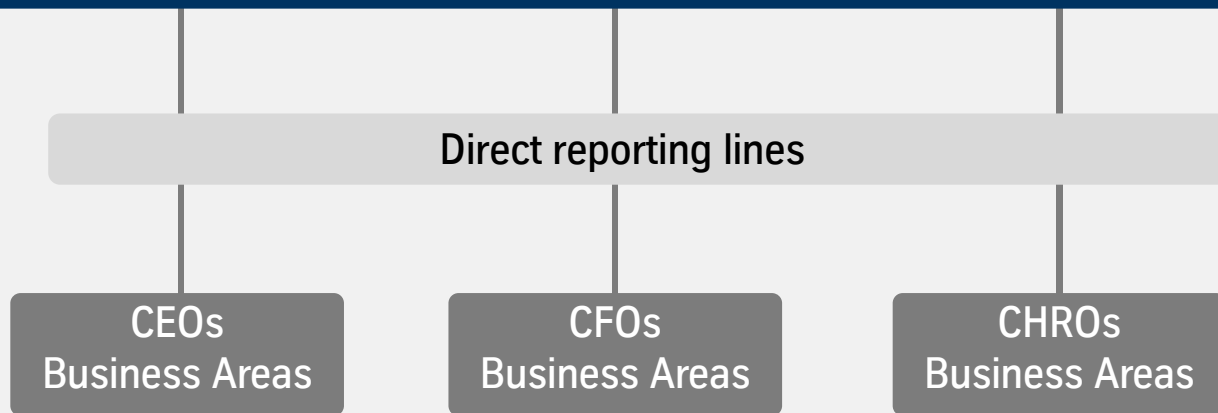 Direct reporting lines
CEOs
Business Areas
CFOs
Business Areas
CHROs
Business Areas